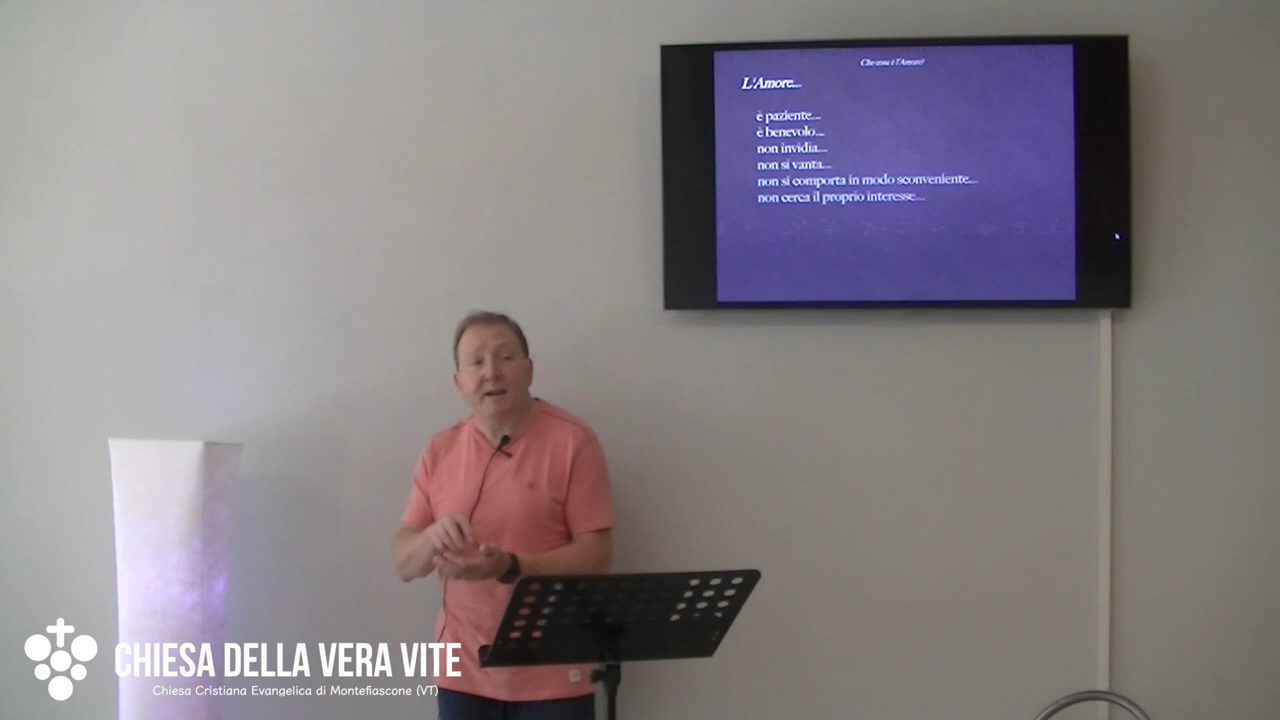 Che cosa è l'Amore?
L'Amore....
è paziente....
è benevolo....
non invidia....
non si vanta....
non si comporta in modo sconveniente....
non cerca il proprio interesse....
CHIESA DELLA VERA VITE
Chiesa Cristiana Evangelica di Montefiascone (VT)